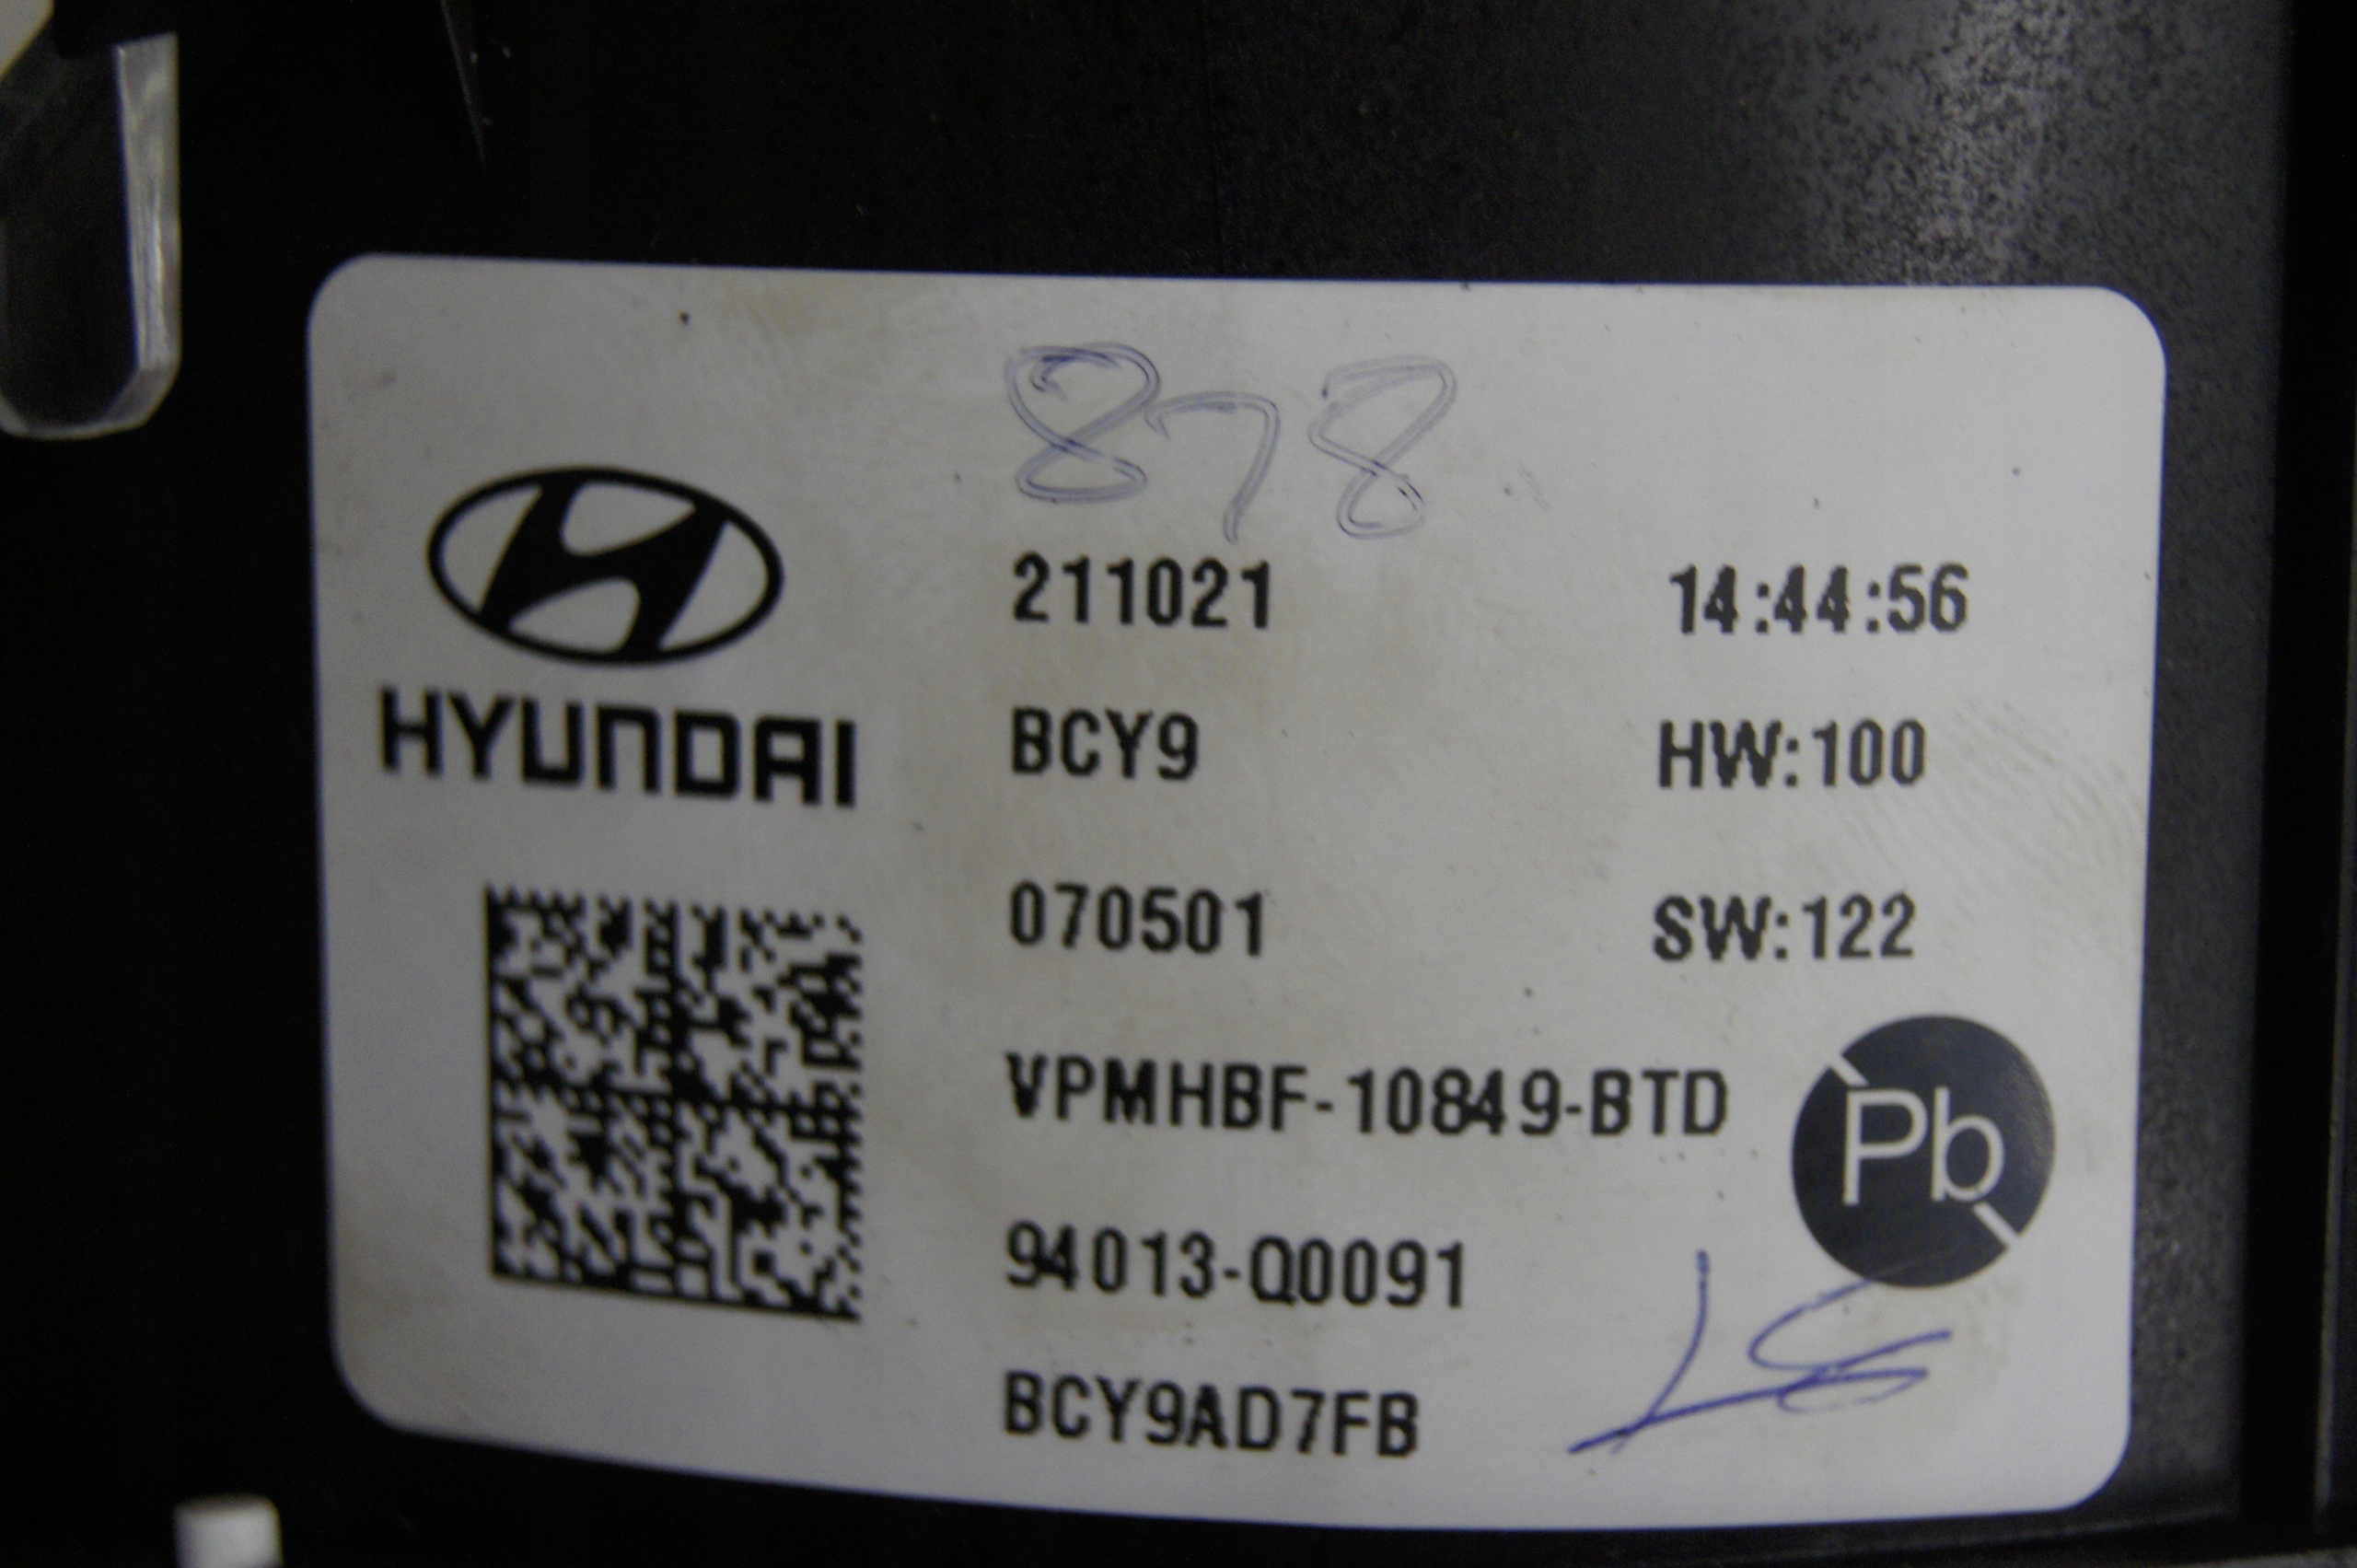 878
HYUNDAI
211021 14:44:56
BCY9 HW:100
070501 SW:122
VPMHBF-10849-BTD
Pb
94013-Q0091
BCY9AD7FB